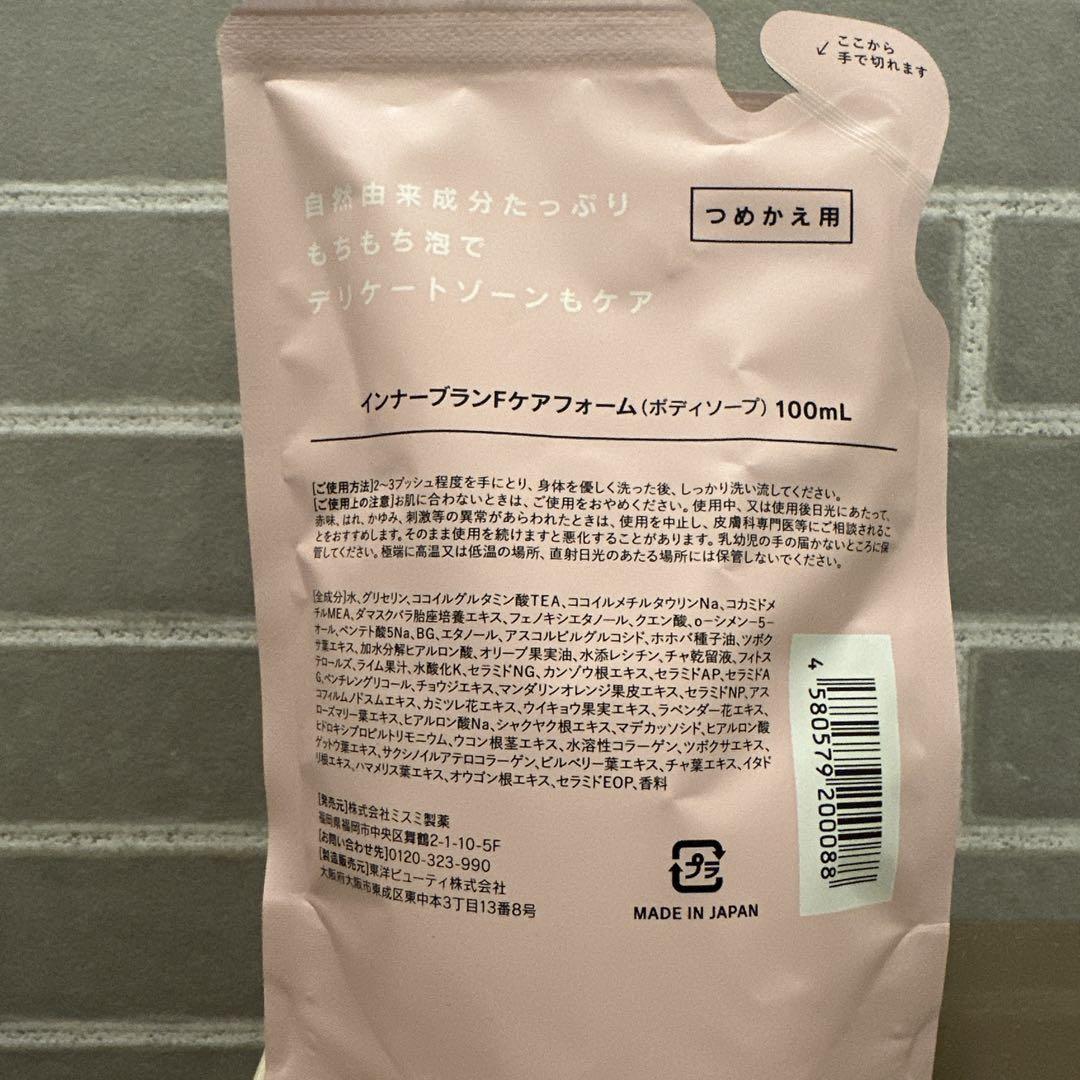 ここから
手で切れます
自然由来成分たっぷり
もちもち泡で
デリケートゾーンもケア
つめかえ用
インナーブランFケアフォーム(ボディソープ) 100mL
[ご使用方法]2〜3プッシュ程度を手にとり、身体を優しく洗った後、しっかり洗い流してください。
[ご使用上の注意]お肌に合わないときは、ご使用をおやめください。使用中、又は使用後日光にあたって、
赤味、はれ、かゆみ、刺激等の異常があらわれたときは、使用を中止し、皮膚科専門医等にご相談されるこ
とをおすすめします。そのまま使用を続けますと悪化することがあります。乳幼児の手の届かないところに保
管してください。極端に高温又は低温の場所、直射日光のあたる場所には保管しないでください。
[全成分]水、グリセリン、ココイルグルタミン酸TEA、ココイルメチルタウリンNa、コカミドメ
チルMEA、ダマスクバラ胎座培養エキス、フェノキシエタノール、クエン酸、o-シメン-5-
オール、ペンテト酸5Na、BG、エタノール、アスコルビルグルコシド、ホホバ種子油、ツボク
サ葉エキス、加水分解ヒアルロン酸、オリーブ果実油、水添レシチン、チャ乾留液、フィトス
テロールズ、ライム果汁、水酸化K、セラミドNG、カンゾウ根エキス、セラミドAP、セラミドA
G、ペンチレングリコール、チョウジエキス、マンダリンオレンジ果皮エキス、セラミドNP、アス
コフィルムノドスムエキス、カミツレ花エキス、ウイキョウ果実エキス、ラベンダー花エキス、
ローズマリー葉エキス、ヒアルロン酸Na、シャクヤク根エキス、マデカッソシド、ヒアルロン酸
ヒドロキシプロピルトリモニウム、ウコン根茎エキス、水溶性コラーゲン、ツボクサエキス、
ゲットウ葉エキス、サクシノイルアテロコラーゲン、ビルベリー葉エキス、チャ葉エキス、イタド
リ根エキス、ハマメリス葉エキス、オウゴン根エキス、セラミドEOP、香料
[発売元]株式会社ミスミ製薬
福岡県福岡市中央区舞鶴2-1-10-5F
[お問い合わせ先]0120-323-990
[製造販売元]東洋ビューティ株式会社
大阪府大阪市東成区東中本3丁目13番8号
プラ
MADE IN JAPAN
4 580579 200088